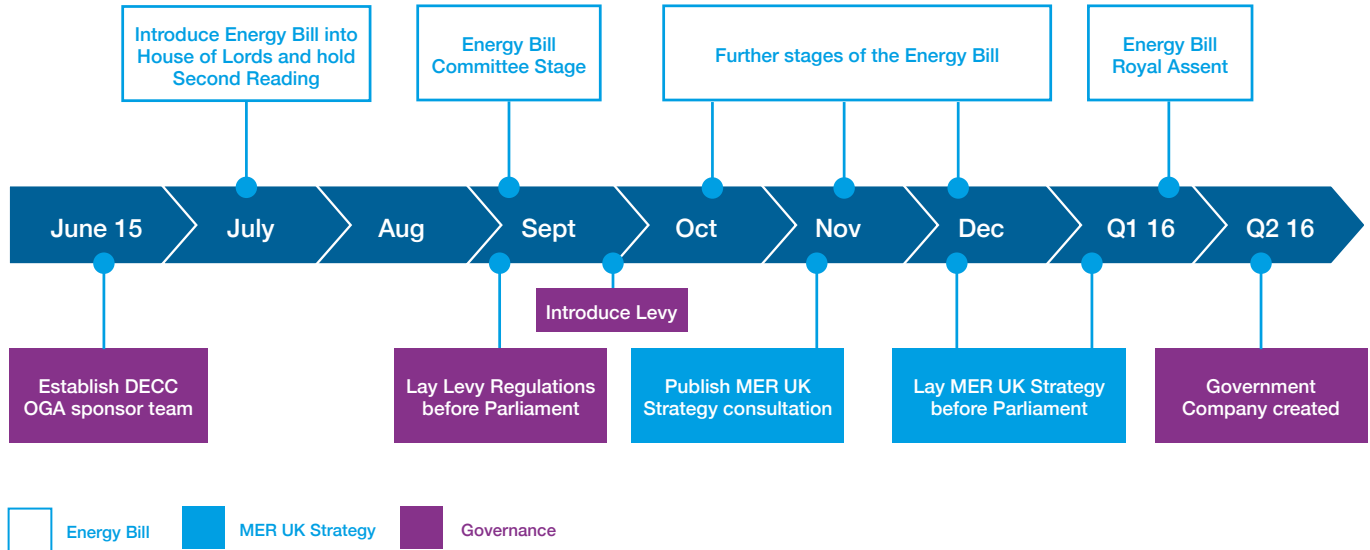 Introduce Energy Bill into
House of Lords and hold
Second Reading
Energy Bill
Committee Stage
Further stages of the Energy Bill
Energy Bill
Royal Assent
June 15
July
Aug
Sept
Oct
Nov
Dec
Q1 16
Q2 16
Introduce Levy
Establish DECC
OGA sponsor team
Lay Levy Regulations
before Parliament
Publish MER UK
Strategy consultation
Lay MER UK Strategy
before Parliament
Government
Company created
Energy Bill
MER UK Strategy
Governance